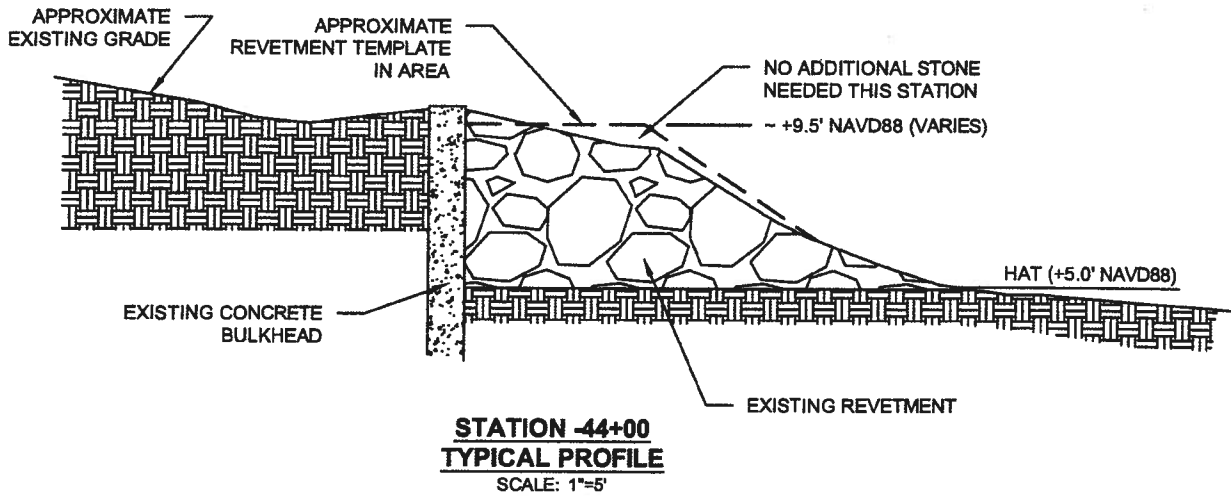 APPROXIMATE
EXISTING GRADE
APPROXIMATE
REVETMENT TEMPLATE
IN AREA
NO ADDITIONAL STONE
NEEDED THIS STATION
~ +9.5' NAVD88 (VARIES)
HAT (+5.0' NAVD88)
EXISTING CONCRETE
BULKHEAD
EXISTING REVETMENT
STATION -44+00
TYPICAL PROFILE
SCALE: 1"=5'